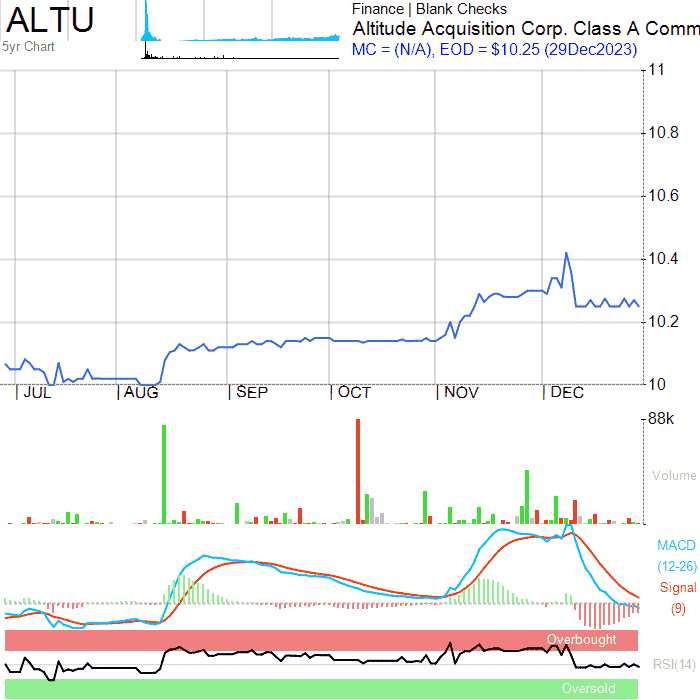 ALTU
5yr Chart
Finance | Blank Checks
Altitude Acquisition Corp. Class A Comm
MC = (N/A), EOD = $10.25 (29Dec2023)
11
10.8
10.6
10.4
10.2
10
JUL AUG SEP OCT NOV DEC
88k
Volume
MACD
(12-26)
Signal
(9)
Overbought
RSI(14)
Oversold